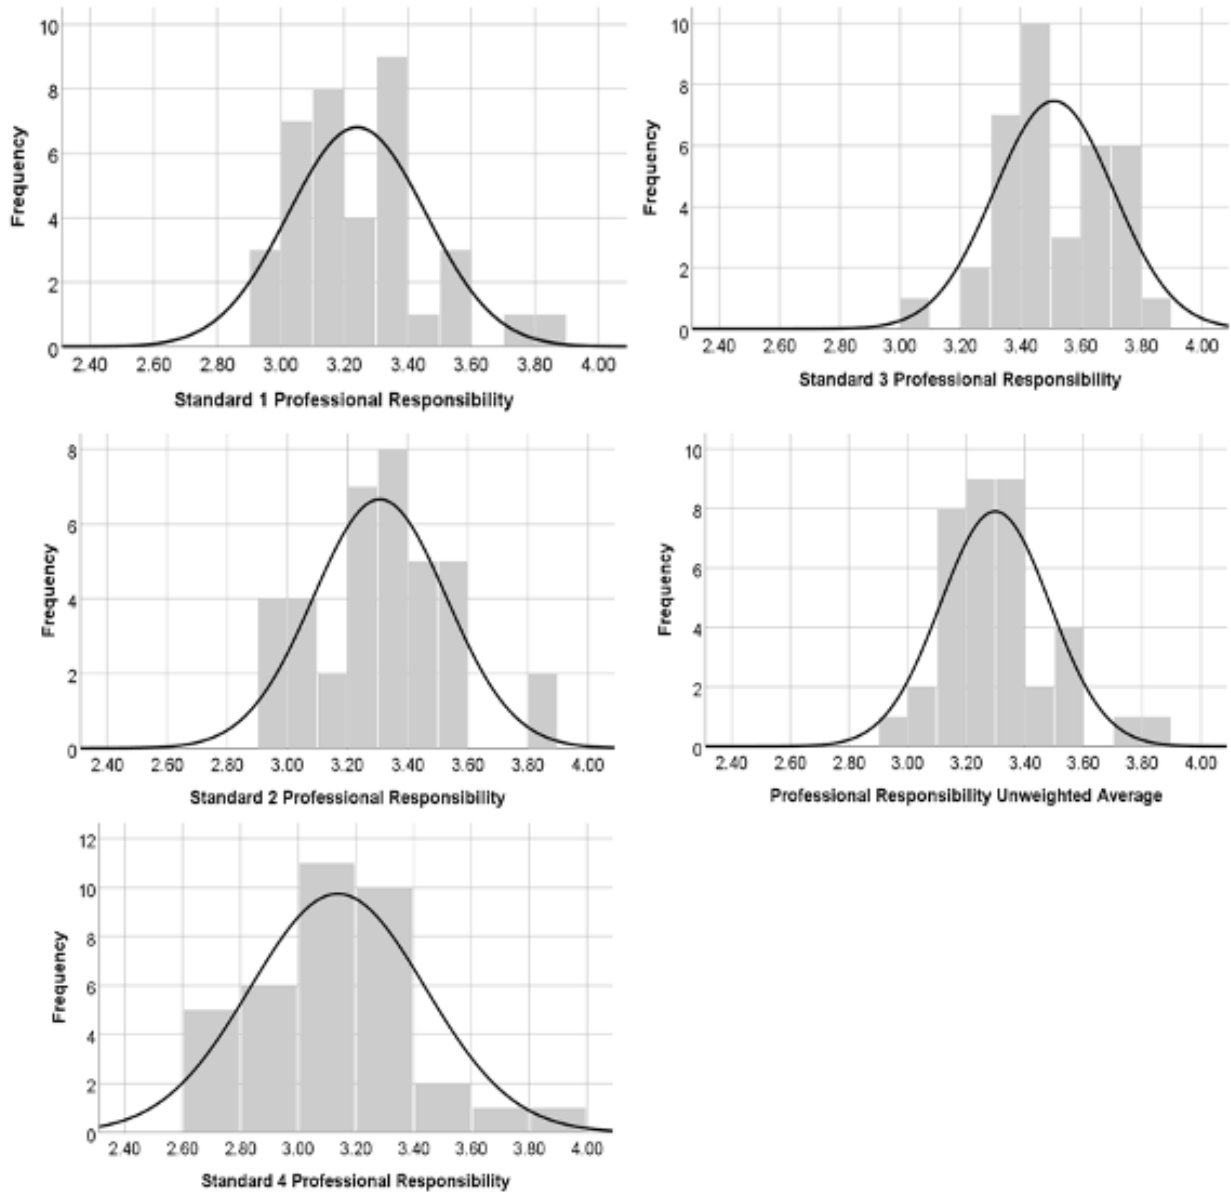 10
8
6
4
2
0
Frequency
2.40 2.60 2.80 3.00 3.20 3.40 3.60 3.80 4.00
Standard 1 Professional Responsibility
10
8
6
4
2
0
Frequency
2.40 2.60 2.80 3.00 3.20 3.40 3.60 3.80 4.00
Standard 3 Professional Responsibility
8
6
4
2
0
Frequency
2.40 2.60 2.80 3.00 3.20 3.40 3.60 3.80 4.00
Standard 2 Professional Responsibility
10
8
6
4
2
0
Frequency
2.40 2.60 2.80 3.00 3.20 3.40 3.60 3.80 4.00
Professional Responsibility Unweighted Average
12
10
8
6
4
2
0
Frequency
2.40 2.60 2.80 3.00 3.20 3.40 3.60 3.80 4.00
Standard 4 Professional Responsibility